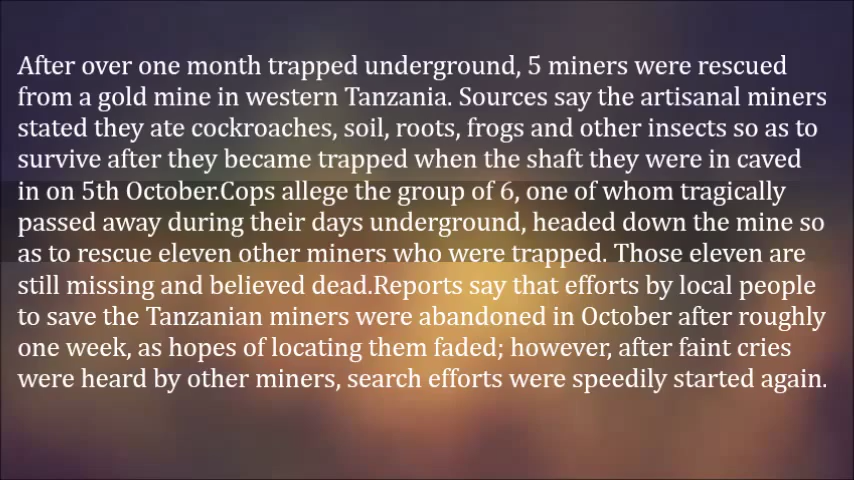 After over one month trapped underground, 5 miners were rescued
from a gold mine in western Tanzania. Sources say the artisanal miners
stated they ate cockroaches, soil, roots, frogs and other insects so as to
survive after they became trapped when the shaft they were in caved
in on 5th October.Cops allege the group of 6, one of whom tragically
passed away during their days underground, headed down the mine so
as to rescue eleven other miners who were trapped. Those eleven are
still missing and believed dead.Reports say that efforts by local people
to save the Tanzanian miners were abandoned in October after roughly
one week, as hopes of locating them faded; however, after faint cries
were heard by other miners, search efforts were speedily started again.